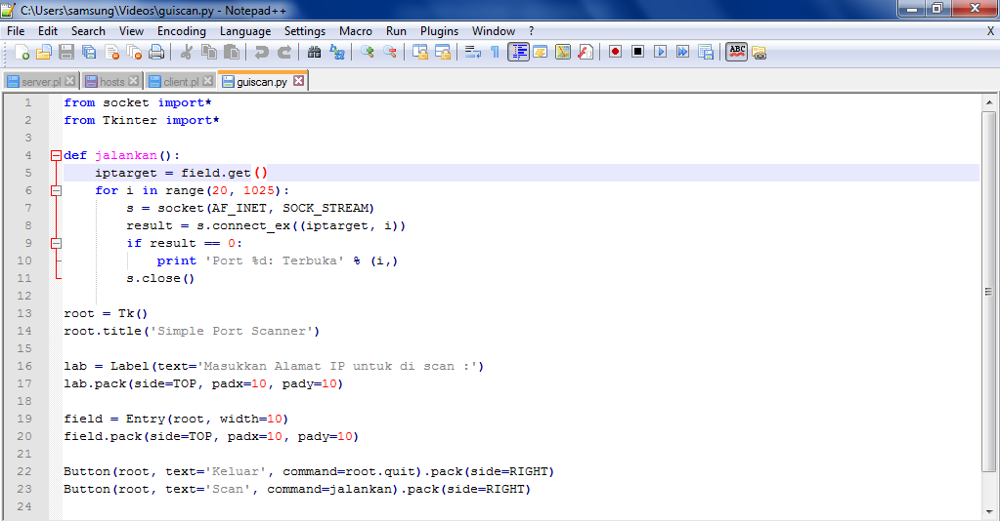 C:\Users\samsung\Videos\guiscan.py - Notepad++
File Edit Search View Encoding Language Settings Macro Run Plugins Window ? X
ABC
server.pl hosts client.pl guiscan.py
1 from socket import*
2 from Tkinter import*
3
4 def jalankan():
5     iptarget = field.get()
6     for i in range(20, 1025):
7         s = socket(AF_INET, SOCK_STREAM)
8         result = s.connect_ex((iptarget, i))
9         if result == 0:
10             print 'Port %d: Terbuka' % (i,)
11         s.close()
12
13 root = Tk()
14 root.title('Simple Port Scanner')
15
16 lab = Label(text='Masukkan Alamat IP untuk di scan :')
17 lab.pack(side=TOP, padx=10, pady=10)
18
19 field = Entry(root, width=10)
20 field.pack(side=TOP, padx=10, pady=10)
21
22 Button(root, text='Keluar', command=root.quit).pack(side=RIGHT)
23 Button(root, text='Scan', command=jalankan).pack(side=RIGHT)
24